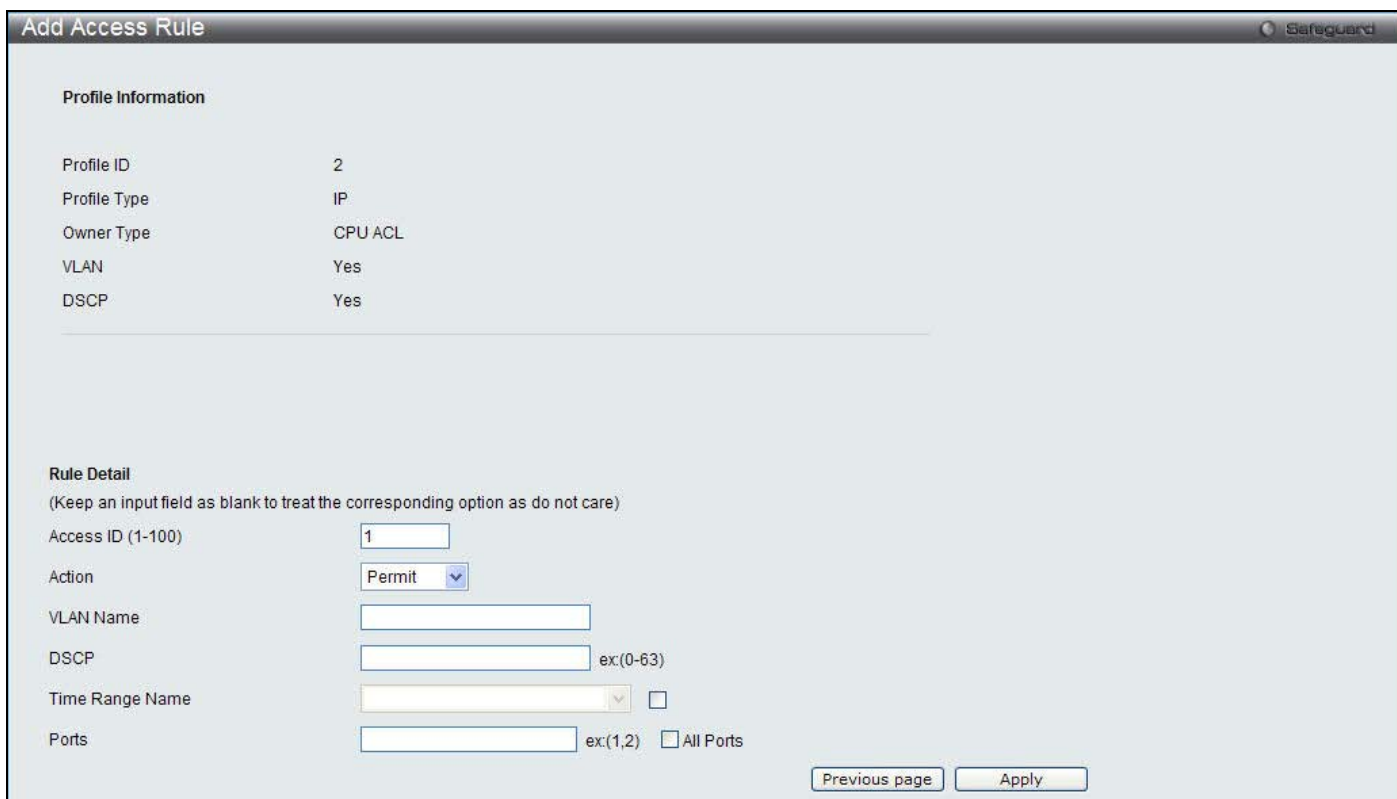 Add Access Rule
Safeguard
Profile Information
Profile ID 2
Profile Type IP
Owner Type CPU ACL
VLAN Yes
DSCP Yes
Rule Detail
(Keep an input field as blank to treat the corresponding option as do not care)
Access ID (1-100) 1
Action Permit
VLAN Name
DSCP ex:(0-63)
Time Range Name
Ports ex:(1,2) All Ports
Previous page Apply